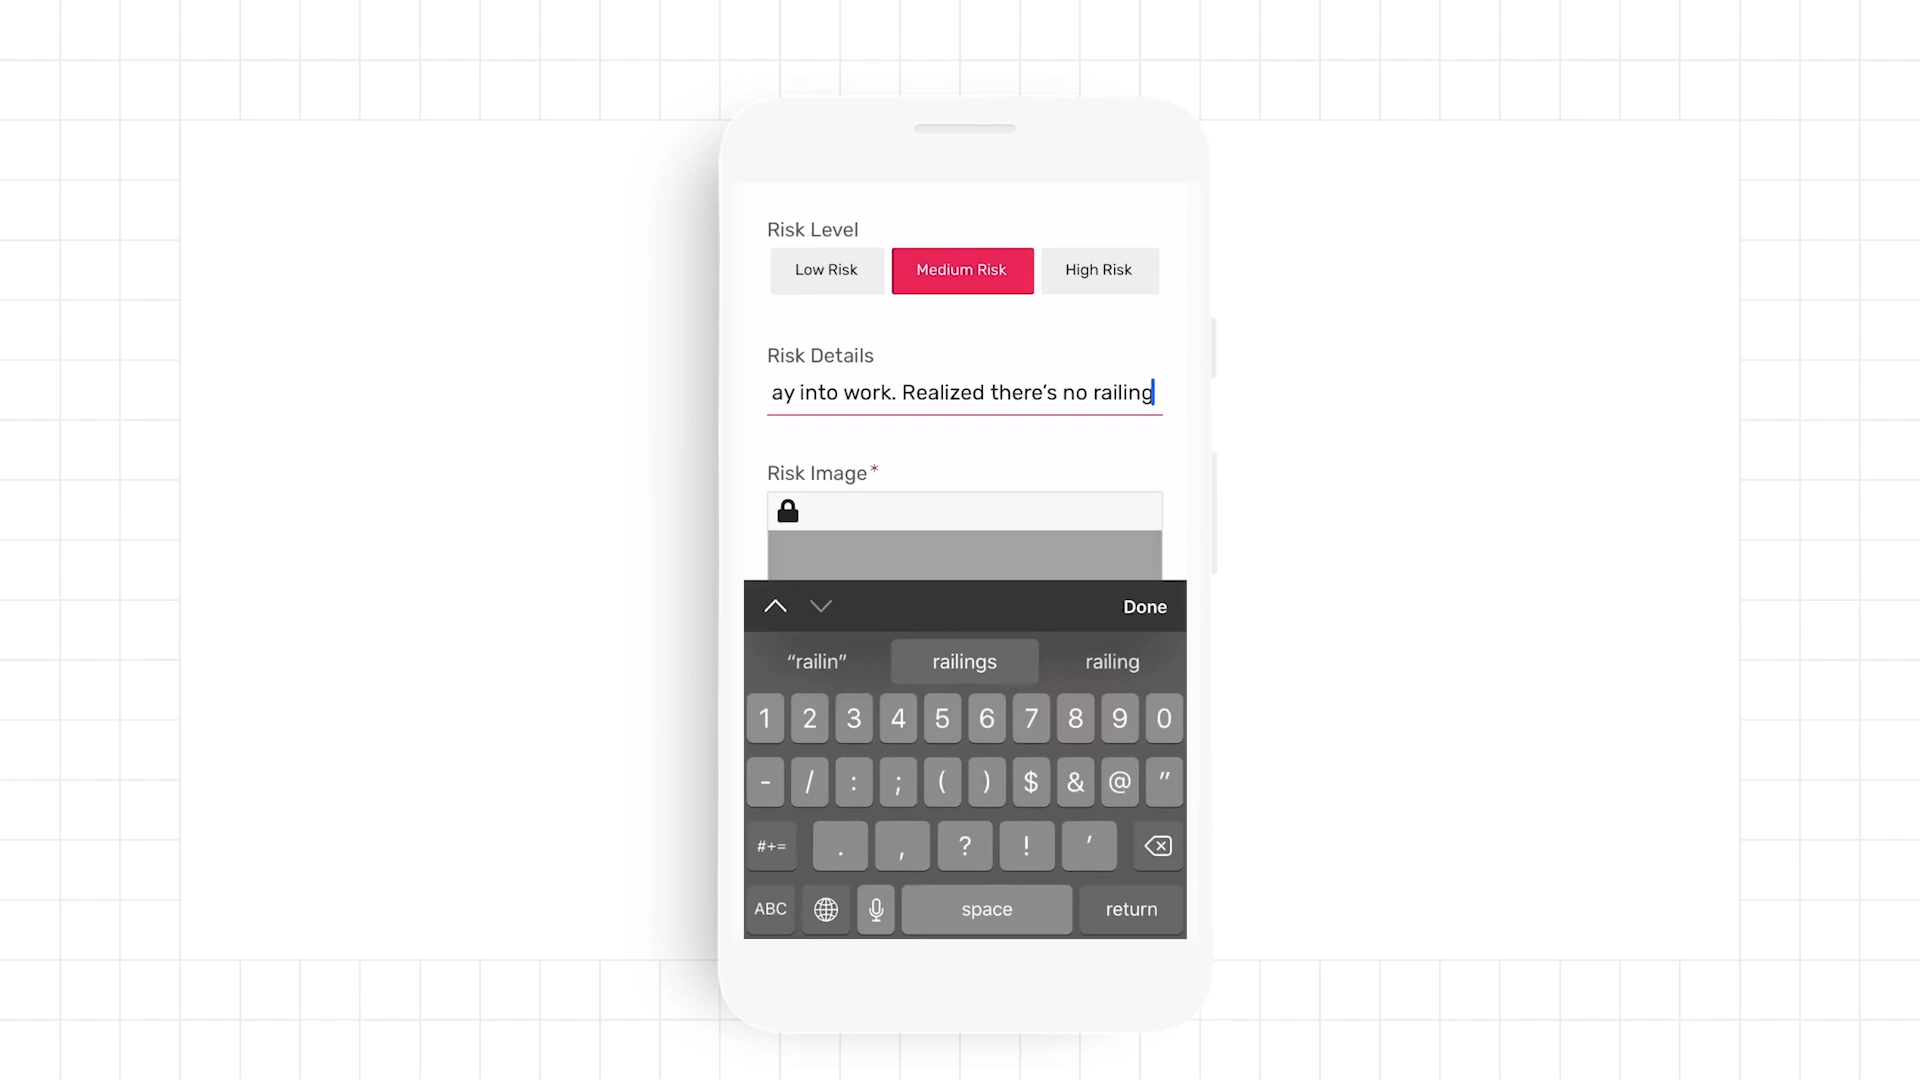 Risk Level
Low Risk Medium Risk High Risk
Risk Details
ay into work. Realized there’s no railing
Risk Image*
Done
“railin” railings railing
1 2 3 4 5 6 7 8 9 0
- / : ; ( ) $ & @ "
#+= . , ? ! ’
ABC space return